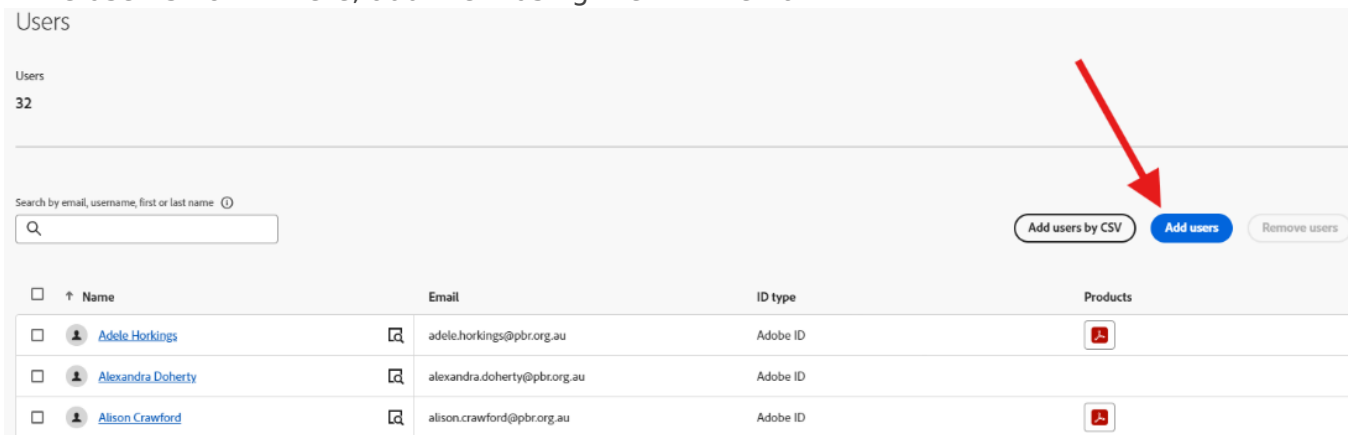 Users
Users
32
Search by email, username, first or last name
Add users by CSV Add users Remove users
Name Email ID type Products
Adele Horkings adele.horkings@pbr.org.au Adobe ID
Alexandra Doherty alexandra.doherty@pbr.org.au Adobe ID
Alison Crawford alison.crawford@pbr.org.au Adobe ID